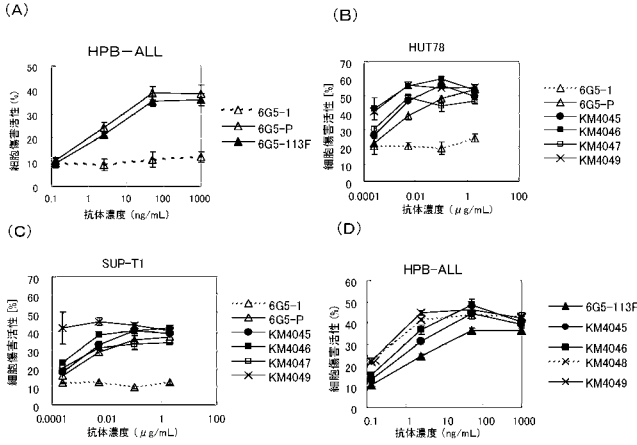 (A)
HPB-ALL
細胞傷害活性(%)
50
40
30
20
10
0
0.1
10
1000
抗体濃度 (ng/mL)
6G5-1
6G5-P
6G5-113F
(B)
HUT78
細胞傷害活性 [%]
70
60
50
40
30
20
10
0
0.0001
0.01
1
100
抗体濃度 (μg/mL)
6G5-1
6G5-P
KM4045
KM4046
KM4047
KM4049
(C)
SUP-T1
細胞傷害活性 [%]
70
60
50
40
30
20
10
0
0.0001
0.01
1
100
抗体濃度 (μg/mL)
6G5-1
6G5-P
KM4045
KM4046
KM4047
KM4049
(D)
HPB-ALL
細胞傷害活性 [%]
60
50
40
30
20
10
0
0.1
10
1000
抗体濃度 (ng/mL)
6G5-113F
KM4045
KM4046
KM4048
KM4049